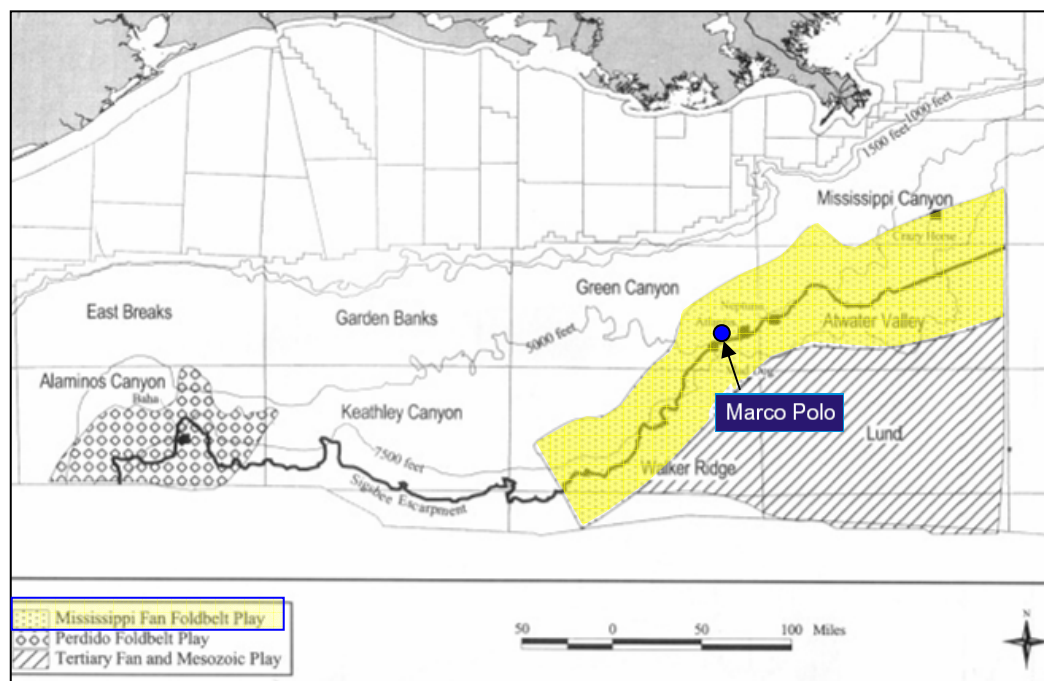 1000 feet
1500 feet
Mississippi Canyon
Crazy Horse
Green Canyon
East Breaks
Garden Banks
Neptune
Atwater Valley
5000 feet
Alaminos Canyon
Baha
Keathley Canyon
Marco Polo
Lund
7500 feet
Walker Ridge
Sigsbee Escarpment
Mississippi Fan Foldbelt Play
Perdido Foldbelt Play
Tertiary Fan and Mesozoic Play
50 0 50 100 Miles
N